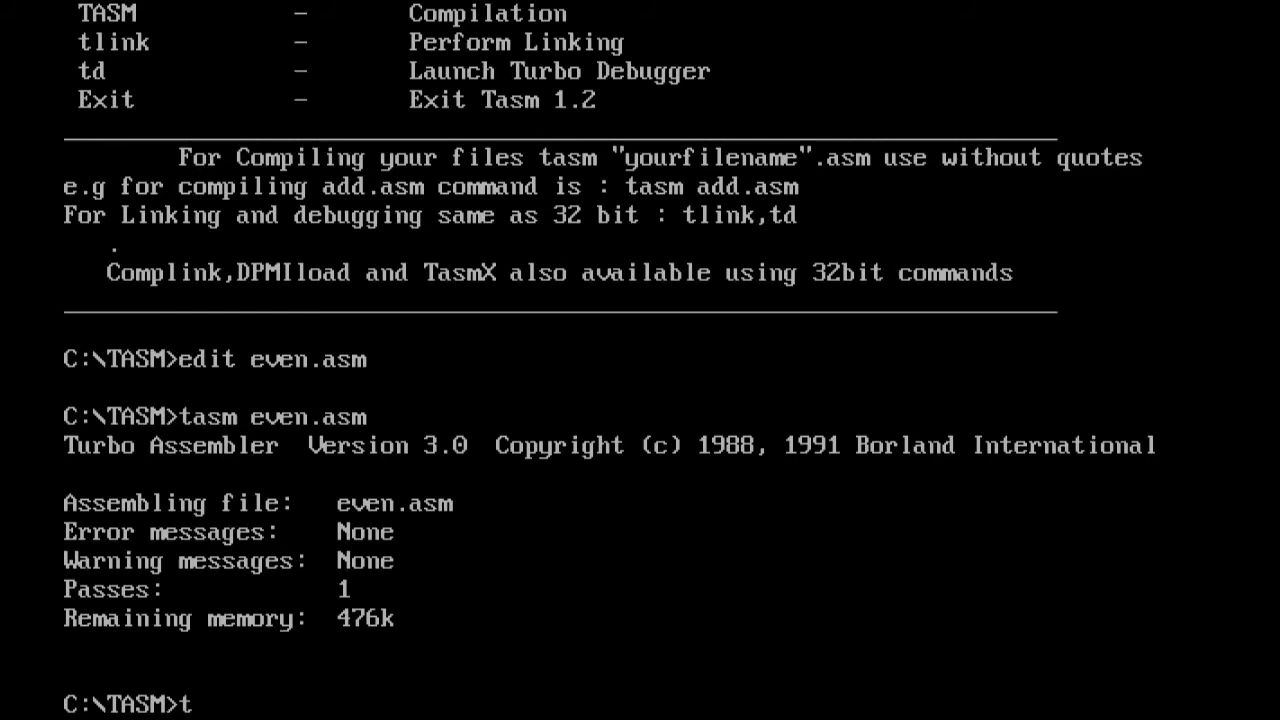 TASM - Compilation
tlink - Perform Linking
td - Launch Turbo Debugger
Exit - Exit Tasm 1.2
For Compiling your files tasm "yourfilename".asm use without quotes
e.g for compiling add.asm command is : tasm add.asm
For Linking and debugging same as 32 bit : tlink,td
.
Complink,DPMIload and TasmX also available using 32bit commands
C:\TASM>edit even.asm
C:\TASM>tasm even.asm
Turbo Assembler Version 3.0 Copyright (c) 1988, 1991 Borland International
Assembling file: even.asm
Error messages: None
Warning messages: None
Passes: 1
Remaining memory: 476k
C:\TASM>t